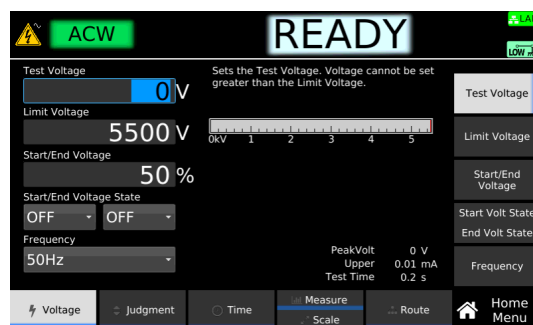 ACW
READY
LAN
LOW
Test Voltage
0 V
Limit Voltage
5500 V
Start/End Voltage
50 %
Start/End Voltage State
OFF OFF
Frequency
50Hz
Sets the Test Voltage. Voltage cannot be set
greater than the Limit Voltage.
0kV 1 2 3 4 5
PeakVolt 0 V
Upper 0.01 mA
Test Time 0.2 s
Test Voltage
Limit Voltage
Start/End
Voltage
Start Volt State
End Volt State
Frequency
Voltage
Judgment
Time
Measure
Scale
Route
Home
Menu